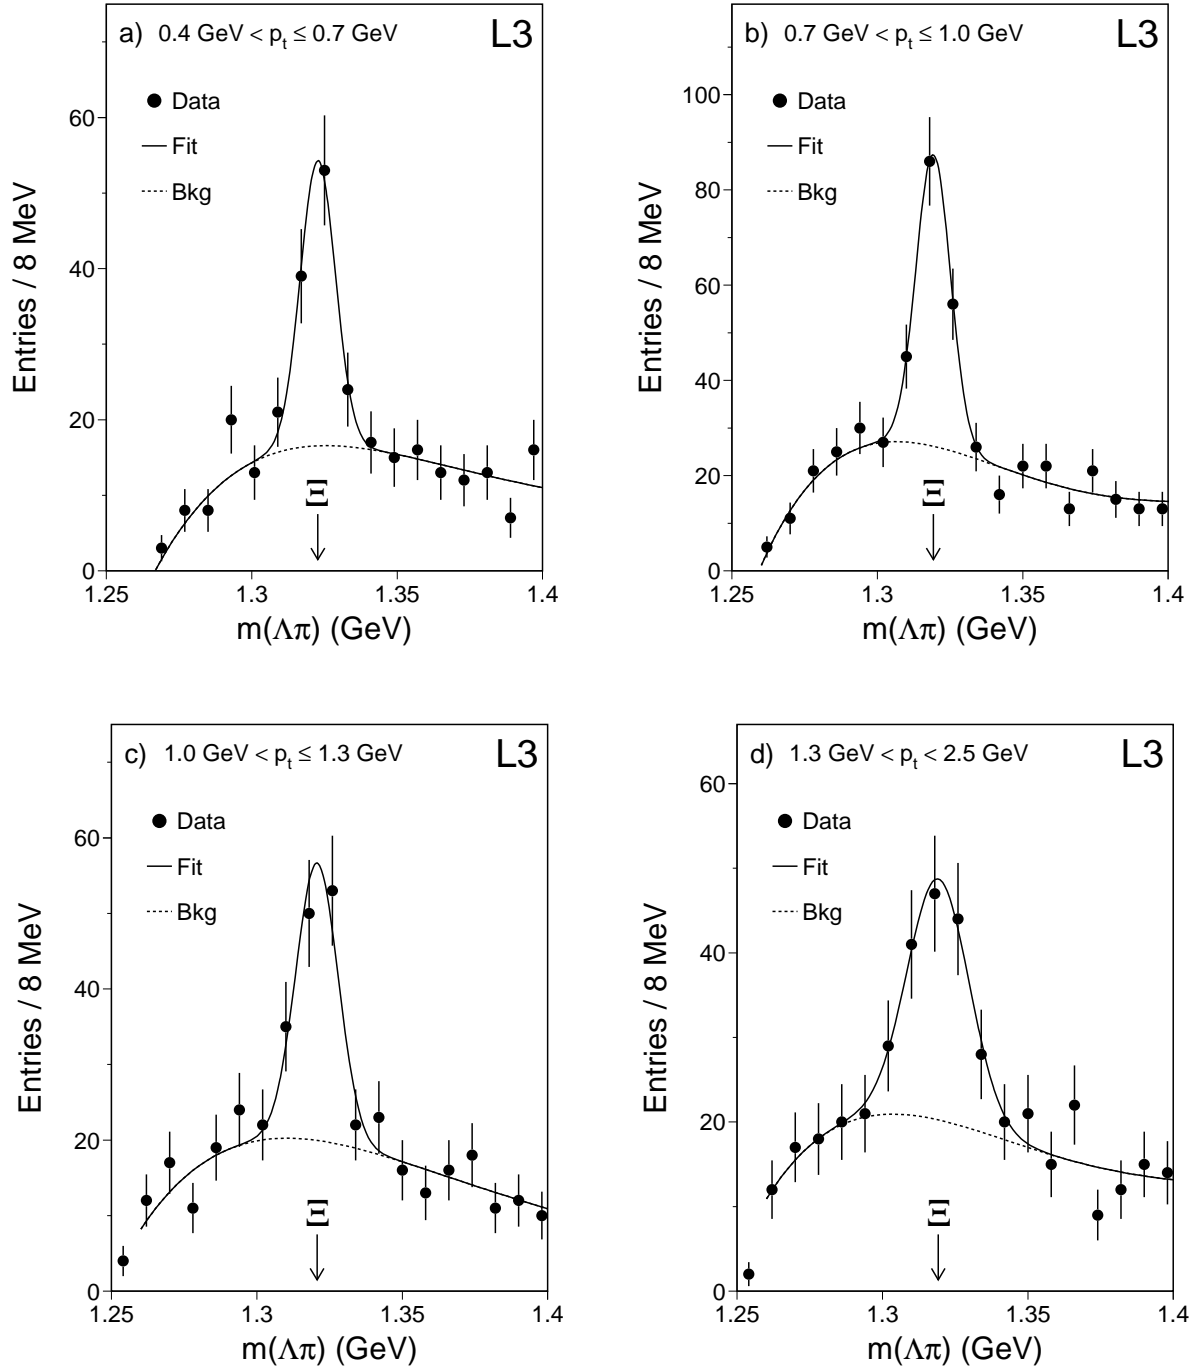 a) 0.4 GeV < pt ≤ 0.7 GeV L3
Data
Fit
Bkg
Entries / 8 MeV
60
40
20
0
Ξ
1.25 1.3 1.35 1.4
m(Λπ) (GeV)
b) 0.7 GeV < pt ≤ 1.0 GeV L3
Data
Fit
Bkg
Entries / 8 MeV
100
80
60
40
20
0
Ξ
1.25 1.3 1.35 1.4
m(Λπ) (GeV)
c) 1.0 GeV < pt ≤ 1.3 GeV L3
Data
Fit
Bkg
Entries / 8 MeV
60
40
20
0
Ξ
1.25 1.3 1.35 1.4
m(Λπ) (GeV)
d) 1.3 GeV < pt < 2.5 GeV L3
Data
Fit
Bkg
Entries / 8 MeV
60
40
20
0
Ξ
1.25 1.3 1.35 1.4
m(Λπ) (GeV)